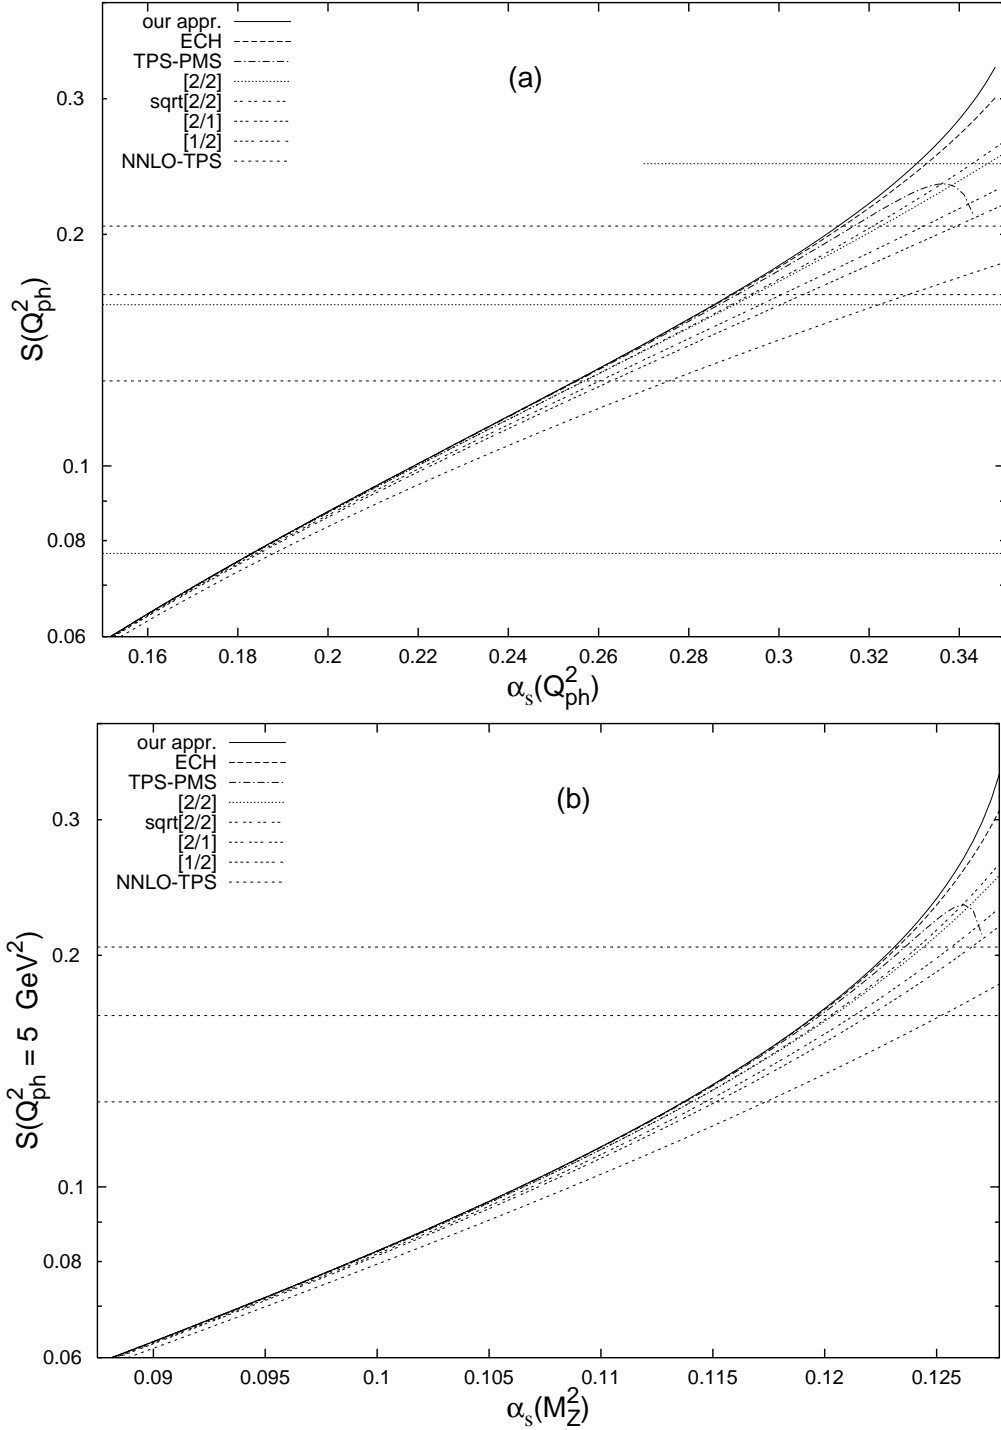 our appr.
ECH
TPS-PMS
[2/2]
sqrt[2/2]
[2/1]
[1/2]
NNLO-TPS
(a)
0.3
0.2
0.1
0.08
0.06
S(Q²ph)
0.16 0.18 0.2 0.22 0.24 0.26 0.28 0.3 0.32 0.34
αs(Q²ph)
our appr.
ECH
TPS-PMS
[2/2]
sqrt[2/2]
[2/1]
[1/2]
NNLO-TPS
(b)
0.3
0.2
0.1
0.08
0.06
S(Q²ph = 5 GeV²)
0.09 0.095 0.1 0.105 0.11 0.115 0.12 0.125
αs(M²Z)